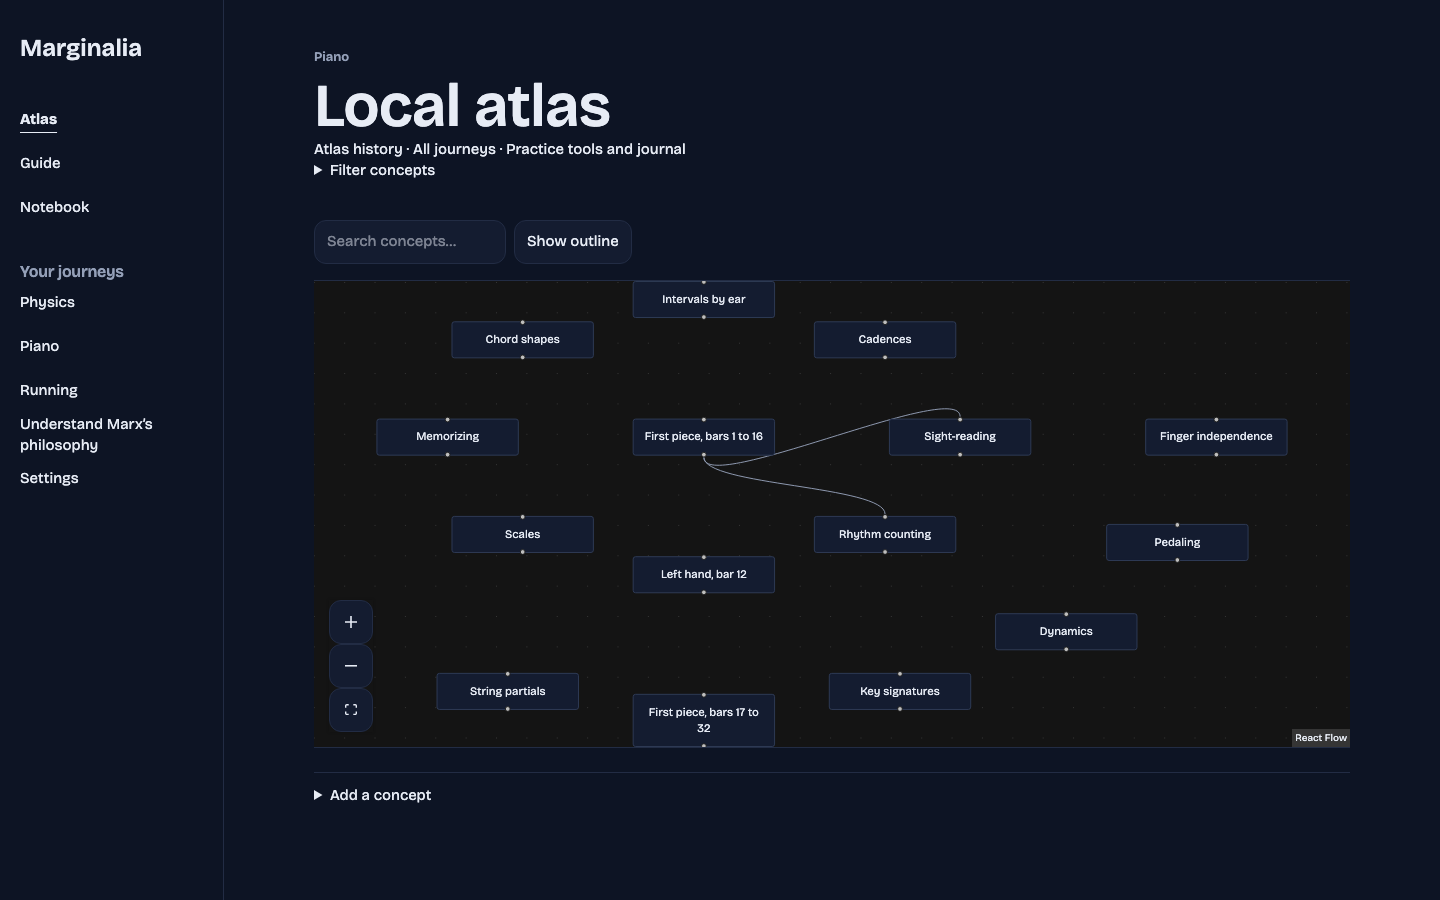 Marginalia
Atlas
Guide
Notebook
Your journeys
Physics
Piano
Running
Understand Marx's
philosophy
Settings
Piano
Local atlas
Atlas history · All journeys · Practice tools and journal
Filter concepts
Search concepts...
Show outline
Intervals by ear
Chord shapes
Cadences
Memorizing
First piece, bars 1 to 16
Sight-reading
Finger independence
Scales
Rhythm counting
Pedaling
Left hand, bar 12
Dynamics
String partials
Key signatures
First piece, bars 17 to
32
React Flow
Add a concept